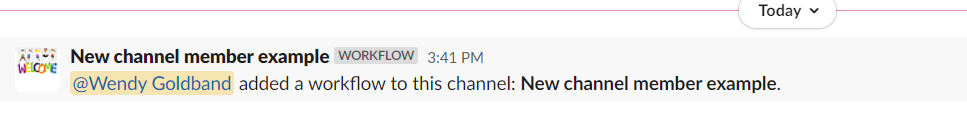 Today
New channel member example WORKFLOW 3:41 PM
WELCOME
@Wendy Goldband added a workflow to this channel: New channel member example.